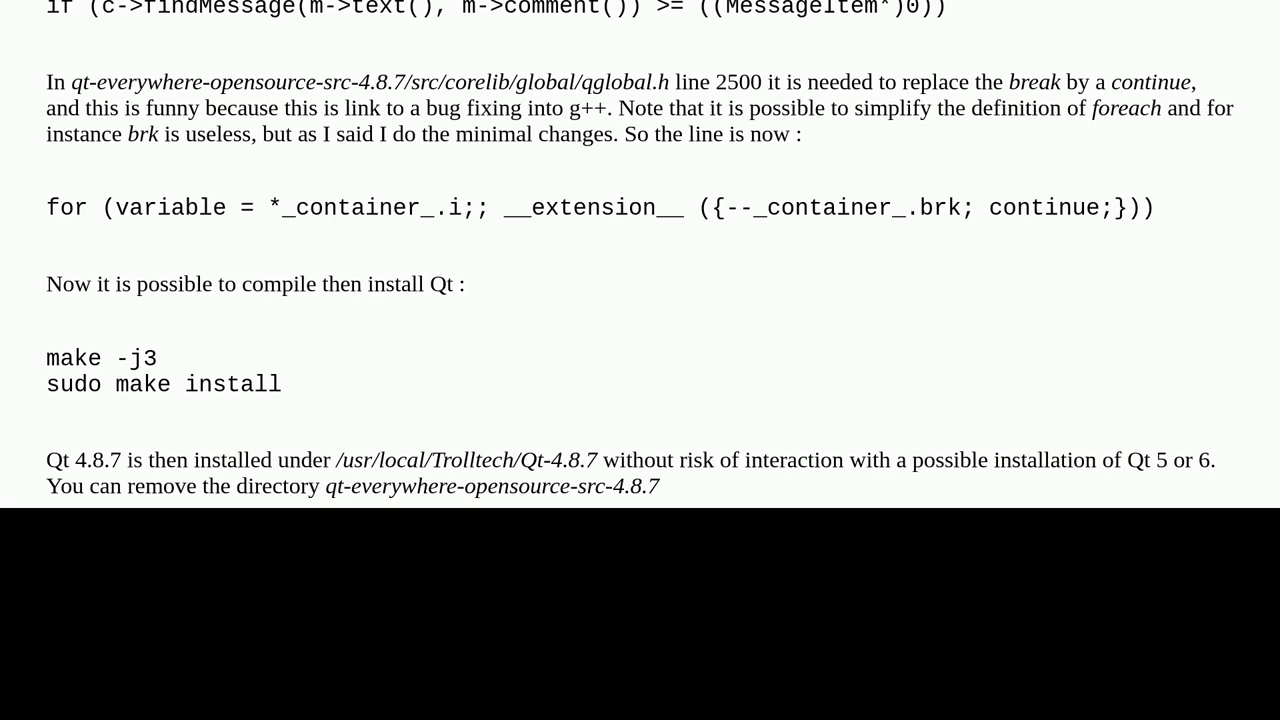 if (c->findMessage(m->text(), m->comment()) >= ((MessageItem*)0))
In qt-everywhere-opensource-src-4.8.7/src/corelib/global/qglobal.h line 2500 it is needed to replace the break by a continue,
and this is funny because this is link to a bug fixing into g++. Note that it is possible to simplify the definition of foreach and for
instance brk is useless, but as I said I do the minimal changes. So the line is now :
for (variable = *_container_.i;; __extension__ ({--_container_.brk; continue;}))
Now it is possible to compile then install Qt :
make -j3
sudo make install
Qt 4.8.7 is then installed under /usr/local/Trolltech/Qt-4.8.7 without risk of interaction with a possible installation of Qt 5 or 6.
You can remove the directory qt-everywhere-opensource-src-4.8.7